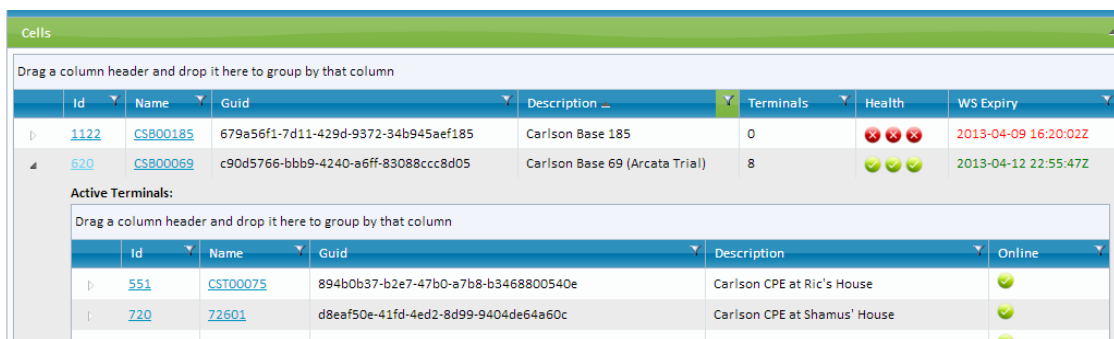 Cells
Drag a column header and drop it here to group by that column
Id Name Guid Description Terminals Health WS Expiry
1122 CSB00185 679a56f1-7d11-429d-9372-34b945aef185 Carlson Base 185 0 2013-04-09 16:20:02Z
620 CSB00069 c90d5766-bbb9-4240-a6ff-83088ccc8d05 Carlson Base 69 (Arcata Trial) 8 2013-04-12 22:55:47Z
Active Terminals:
Drag a column header and drop it here to group by that column
Id Name Guid Description Online
551 CST00075 894b0b37-b2e7-47b0-a7b8-b3468800540e Carlson CPE at Ric's House
720 72601 d8eaf50e-41fd-4ed2-8d99-9404de64a60c Carlson CPE at Shamus' House